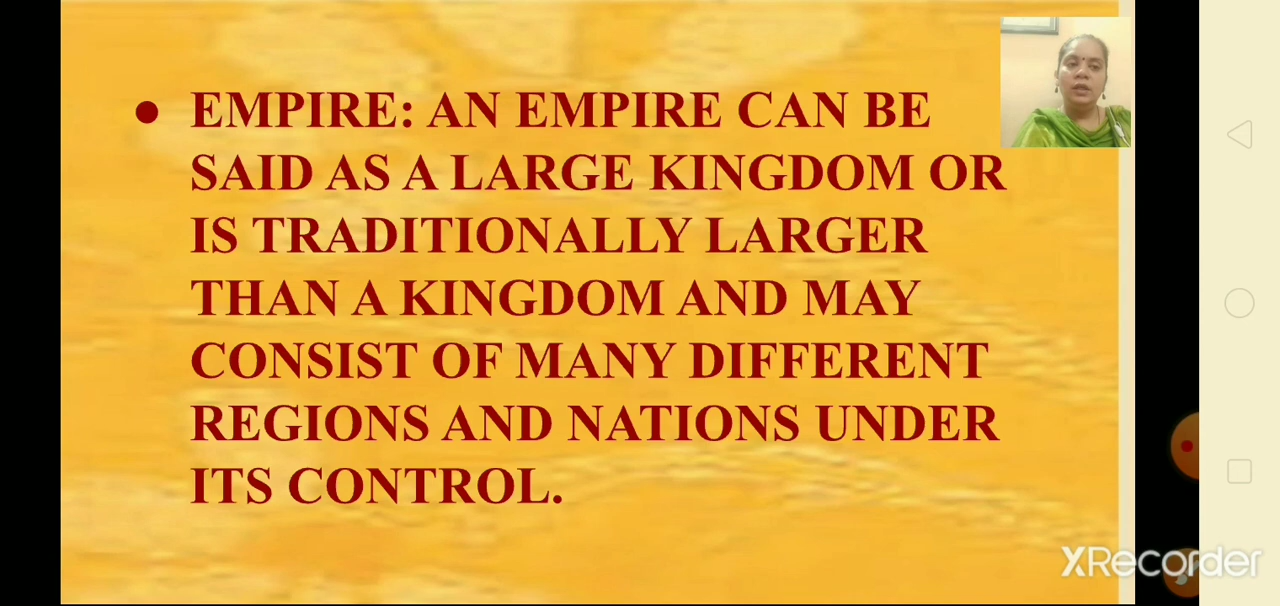 ● EMPIRE: AN EMPIRE CAN BE
SAID AS A LARGE KINGDOM OR
IS TRADITIONALLY LARGER
THAN A KINGDOM AND MAY
CONSIST OF MANY DIFFERENT
REGIONS AND NATIONS UNDER
ITS CONTROL.
XRecorder